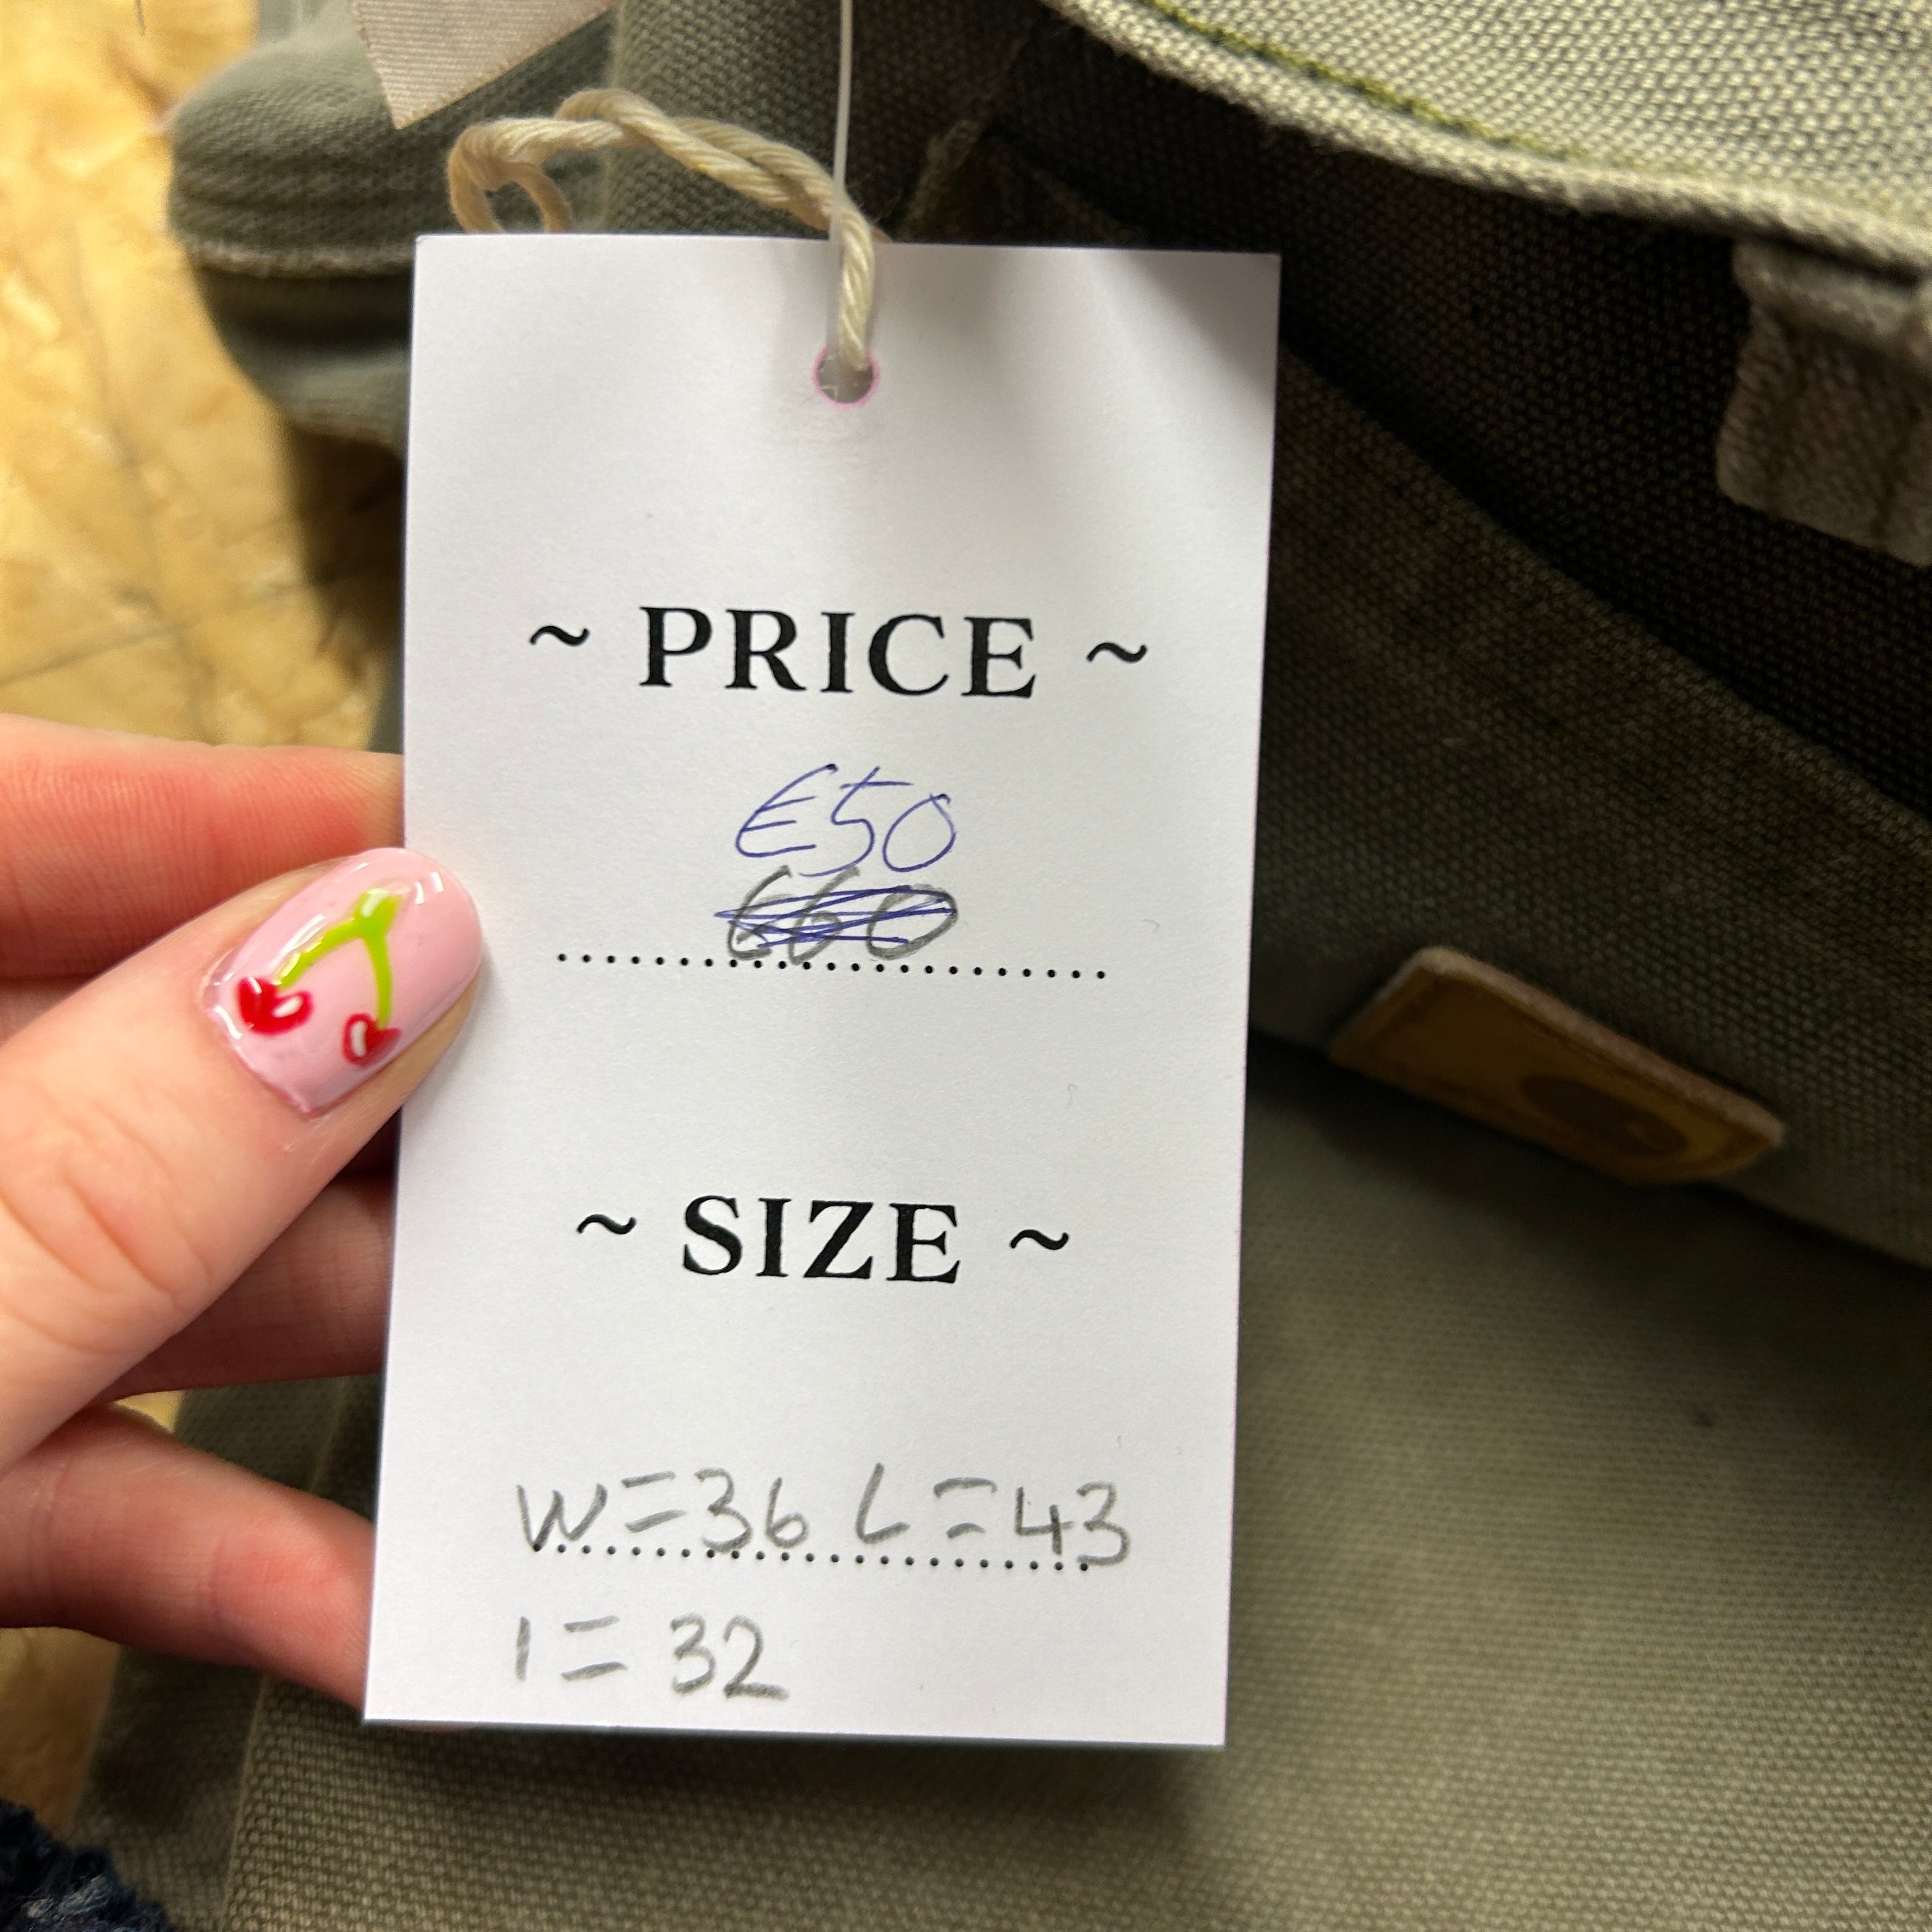 ~ PRICE ~
€50
€60
~ SIZE ~
W=36 L=43
I=32